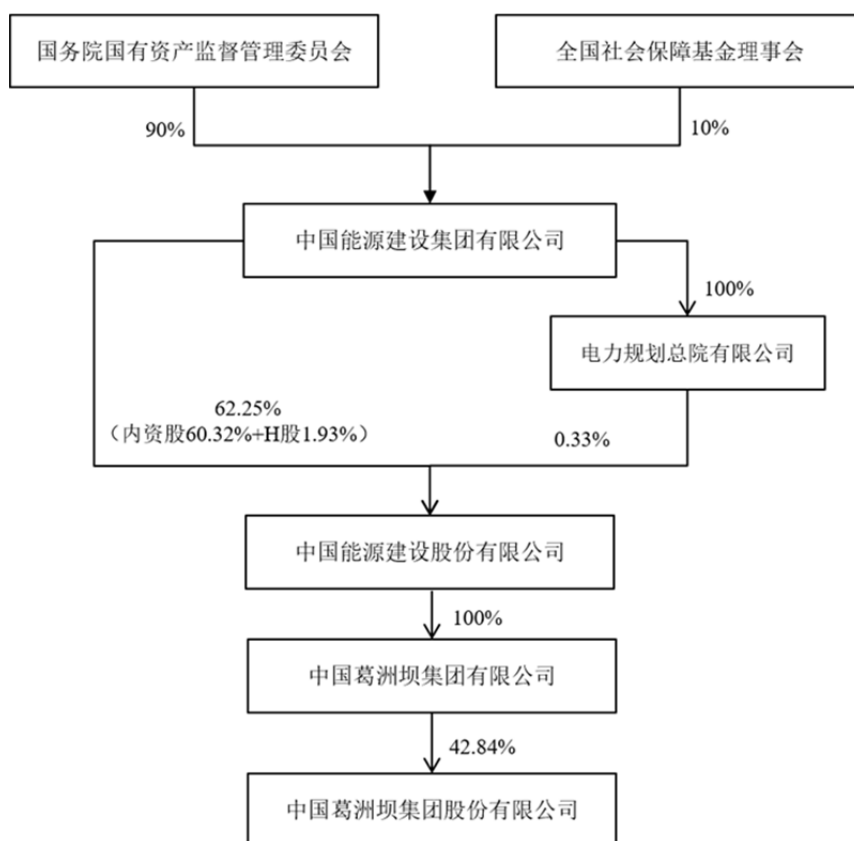 国务院国有资产监督管理委员会
全国社会保障基金理事会
90%
10%
中国能源建设集团有限公司
100%
电力规划总院有限公司
62.25%
（内资股60.32%+H股1.93%）
0.33%
中国能源建设股份有限公司
100%
中国葛洲坝集团有限公司
42.84%
中国葛洲坝集团股份有限公司